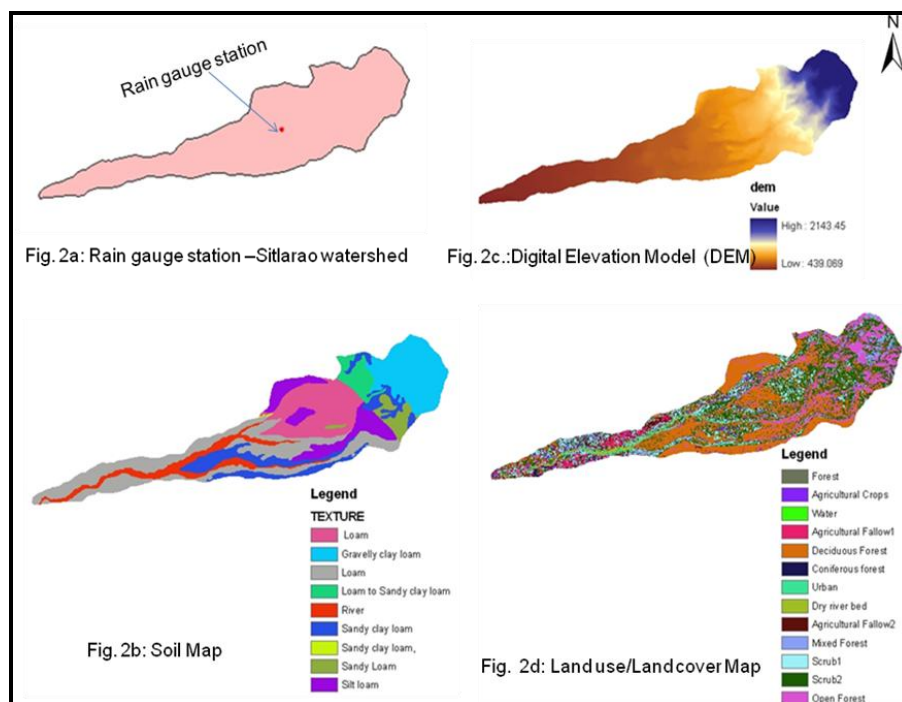 N
Rain gauge station
Fig. 2a: Rain gauge station –Sitlarao watershed
dem
Value
High : 2143.45
Low : 439.069
Fig. 2c.:Digital Elevation Model (DEM)
Legend
TEXTURE
Loam
Gravelly clay loam
Loam
Loam to Sandy clay loam
River
Sandy clay loam
Sandy clay loam,
Sandy Loam
Silt loam
Fig. 2b: Soil Map
Legend
Forest
Agricultural Crops
Water
Agricultural Fallow1
Deciduous Forest
Coniferous forest
Urban
Dry river bed
Agricultural Fallow2
Mixed Forest
Scrub1
Scrub2
Open Forest
Fig. 2d: Land use/Land cover Map